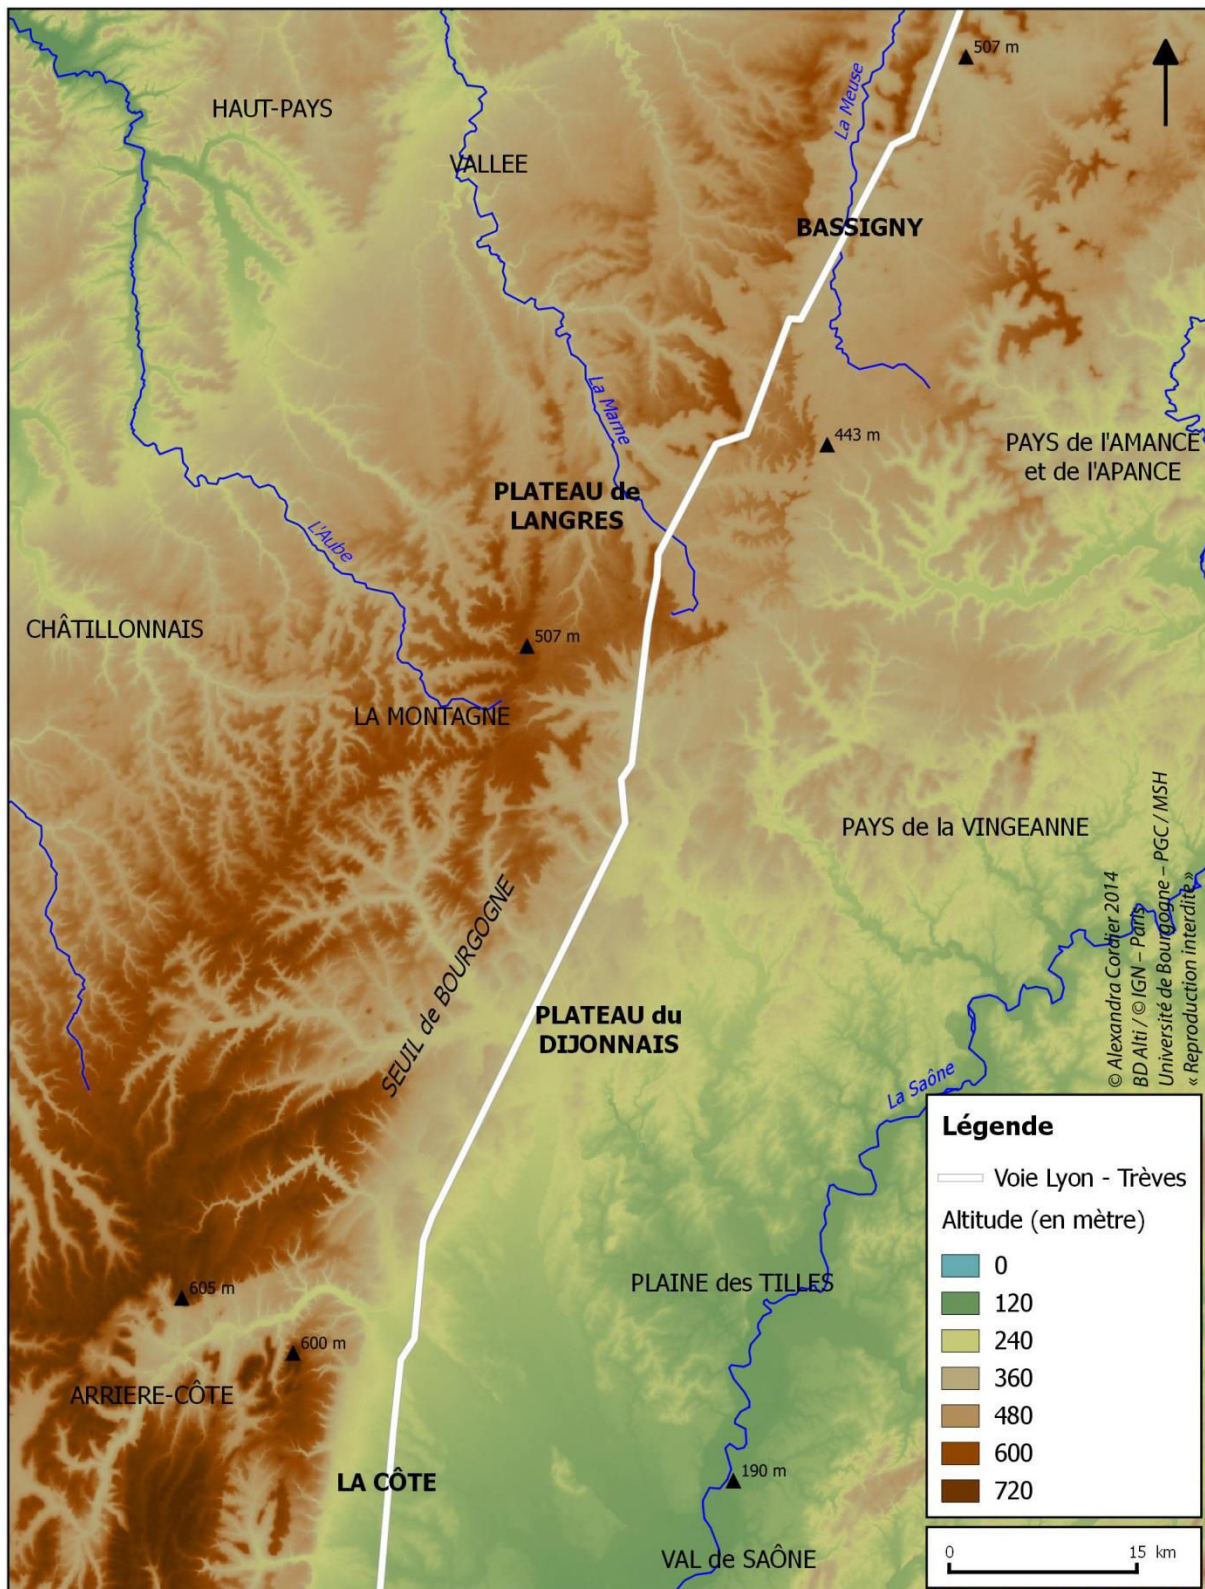 507 m
La Meuse
HAUT-PAYS
VALLEE
BASSIGNY
La Marne
443 m
PAYS de l'AMANCE
et de l'APANCE
PLATEAU de
LANGRES
L'Aube
CHÂTILLONNAIS
507 m
LA MONTAGNE
PAYS de la VINGEANNE
SEUIL de BOURGOGNE
PLATEAU du
DIJONNAIS
La Saône
© Alexandra Cordier 2014
BD Alti / © IGN – Paris
Université de Bourgogne – PGC / MSH
« Reproduction interdite »
605 m
600 m
ARRIERE-CÔTE
PLAINE des TILLES
LA CÔTE
190 m
VAL de SAÔNE
Légende
Voie Lyon - Trèves
Altitude (en mètre)
0
120
240
360
480
600
720
0 15 km